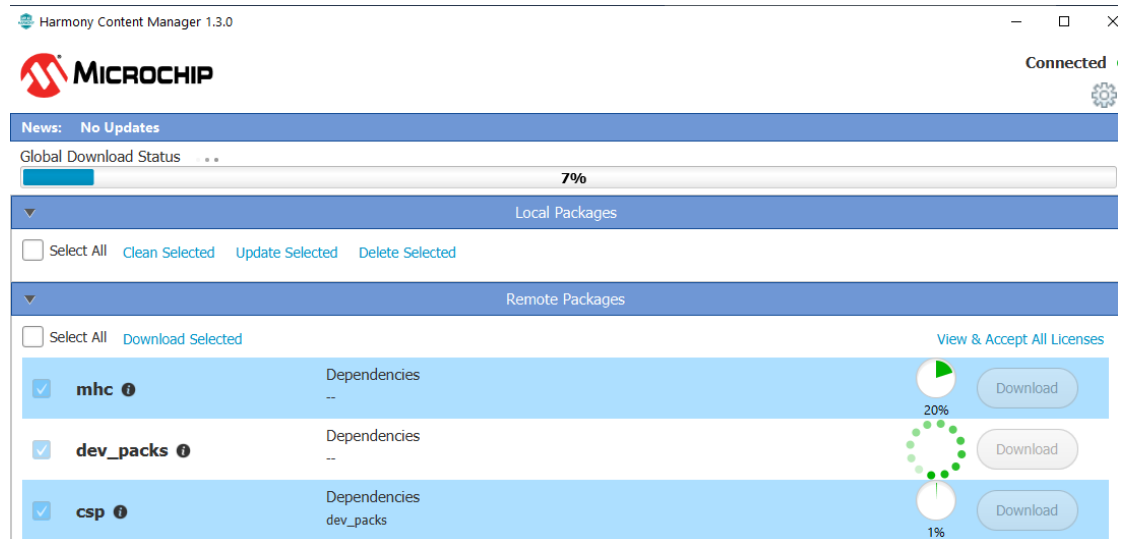 Harmony Content Manager 1.3.0
MICROCHIP
Connected
News: No Updates
Global Download Status
7%
Local Packages
Select All Clean Selected Update Selected Delete Selected
Remote Packages
Select All Download Selected View & Accept All Licenses
mhc Dependencies
--
20%
Download
dev_packs Dependencies
--
Download
csp Dependencies
dev_packs
1%
Download